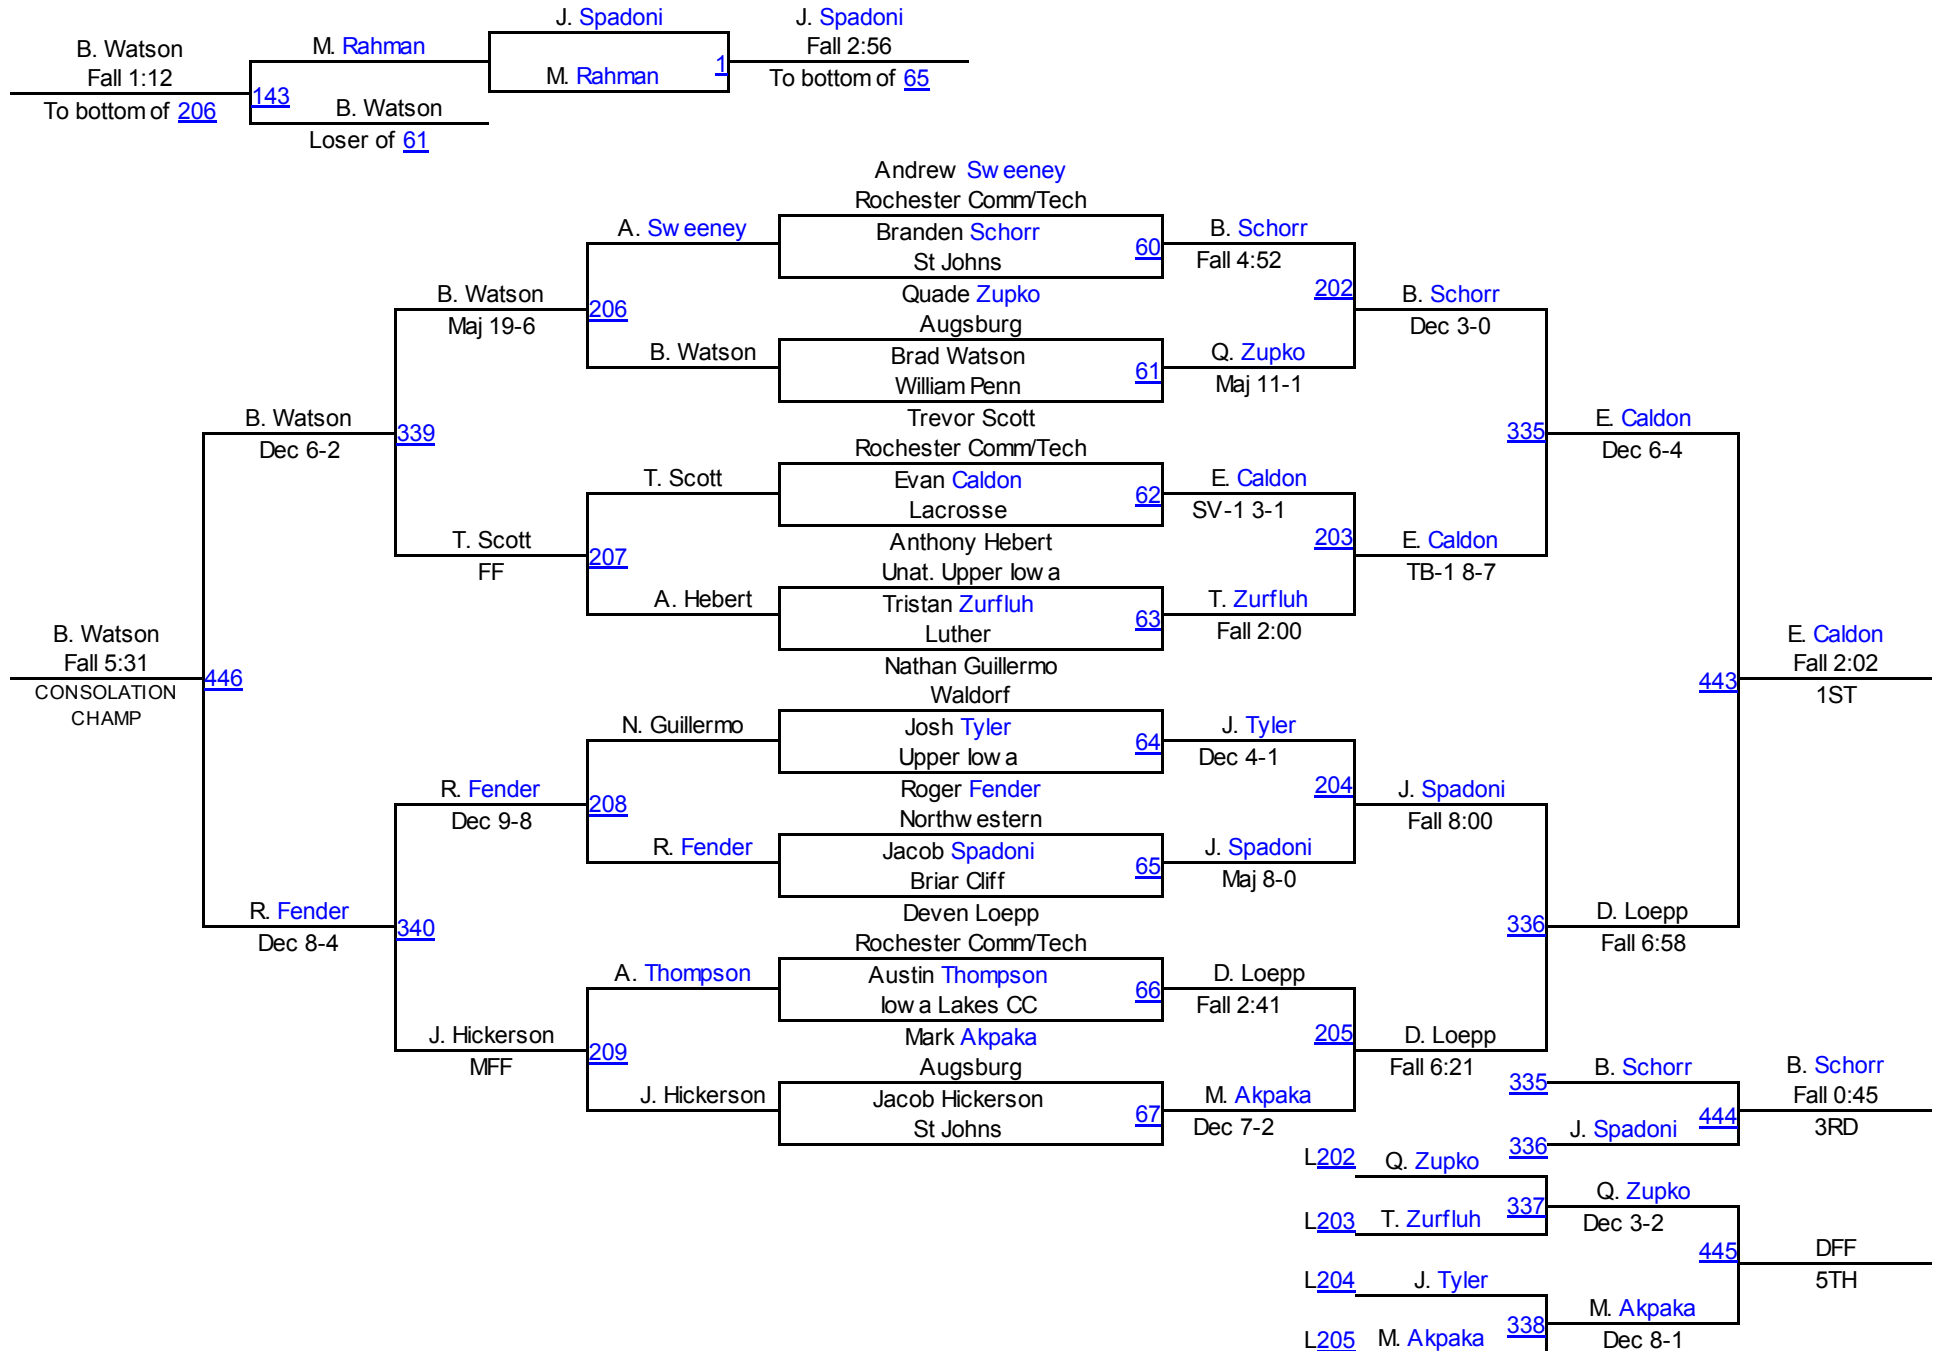 J. Spadoni
J. Spadoni
B. Watson
M. Rahman
Fall 2:56
Fall 1:12
M. Rahman
1
To bottom of 65
To bottom of 206
143
B. Watson
Loser of 61
Andrew Sweeney
Rochester Comm/Tech
A. Sweeney
Branden Schorr
60
B. Schorr
St Johns
Fall 4:52
B. Watson
206
Quade Zupko
202
B. Schorr
Maj 19-6
Augsburg
Dec 3-0
B. Watson
Brad Watson
61
Q. Zupko
William Penn
Maj 11-1
B. Watson
339
Trevor Scott
335
E. Caldon
Dec 6-2
Rochester Comm/Tech
Dec 6-4
T. Scott
Evan Caldon
62
E. Caldon
Lacrosse
SV-1 3-1
T. Scott
207
Anthony Hebert
203
E. Caldon
FF
Unat. Upper Iowa
TB-1 8-7
A. Hebert
Tristan Zurfluh
63
T. Zurfluh
Luther
Fall 2:00
B. Watson
Fall 5:31
446
CONSOLATION
CHAMP
Nathan Guillermo
Waldorf
443
E. Caldon
Fall 2:02
1ST
N. Guillermo
Josh Tyler
64
J. Tyler
Upper Iowa
Dec 4-1
R. Fender
208
Roger Fender
204
J. Spadoni
Dec 9-8
Northwestern
Fall 8:00
R. Fender
Jacob Spadoni
65
J. Spadoni
Briar Cliff
Maj 8-0
R. Fender
340
Deven Loepp
336
D. Loepp
Dec 8-4
Rochester Comm/Tech
Fall 6:58
A. Thompson
Austin Thompson
66
D. Loepp
Iowa Lakes CC
Fall 2:41
J. Hickerson
209
Mark Akpaka
205
D. Loepp
MFF
Augsburg
Fall 6:21
J. Hickerson
Jacob Hickerson
67
M. Akpaka
St Johns
Dec 7-2
335
B. Schorr
B. Schorr
Fall 0:45
444
3RD
336
J. Spadoni
L202
Q. Zupko
337
Q. Zupko
Dec 3-2
L203
T. Zurfluh
445
DFF
5TH
L204
J. Tyler
338
M. Akpaka
Dec 8-1
L205
M. Akpaka